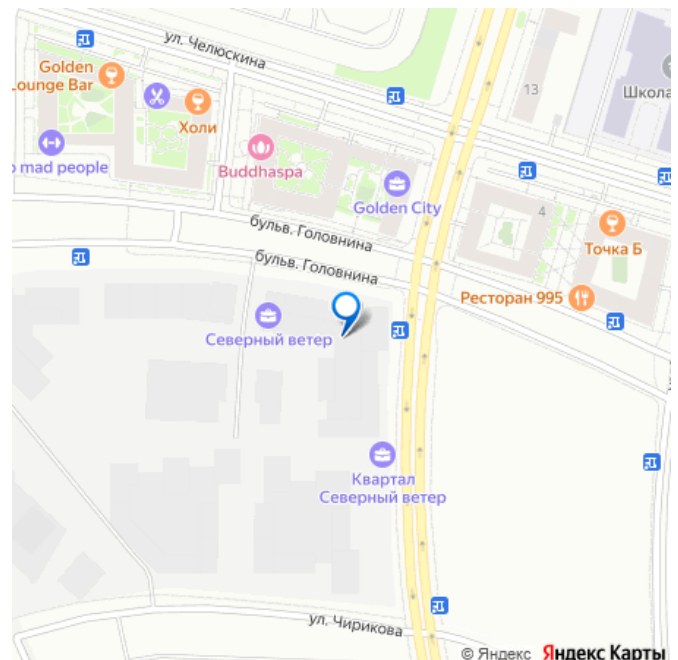 ул. Челюскина
Golden
Lounge Bar
Холи
13
Школа
mad people
Buddhaspa
Golden City
4
Точка Б
бульв. Головнина
бульв. Головнина
Ресторан 995
Северный ветер
Квартал
Северный ветер
ул. Чирикова
© Яндекс Яндекс Карты